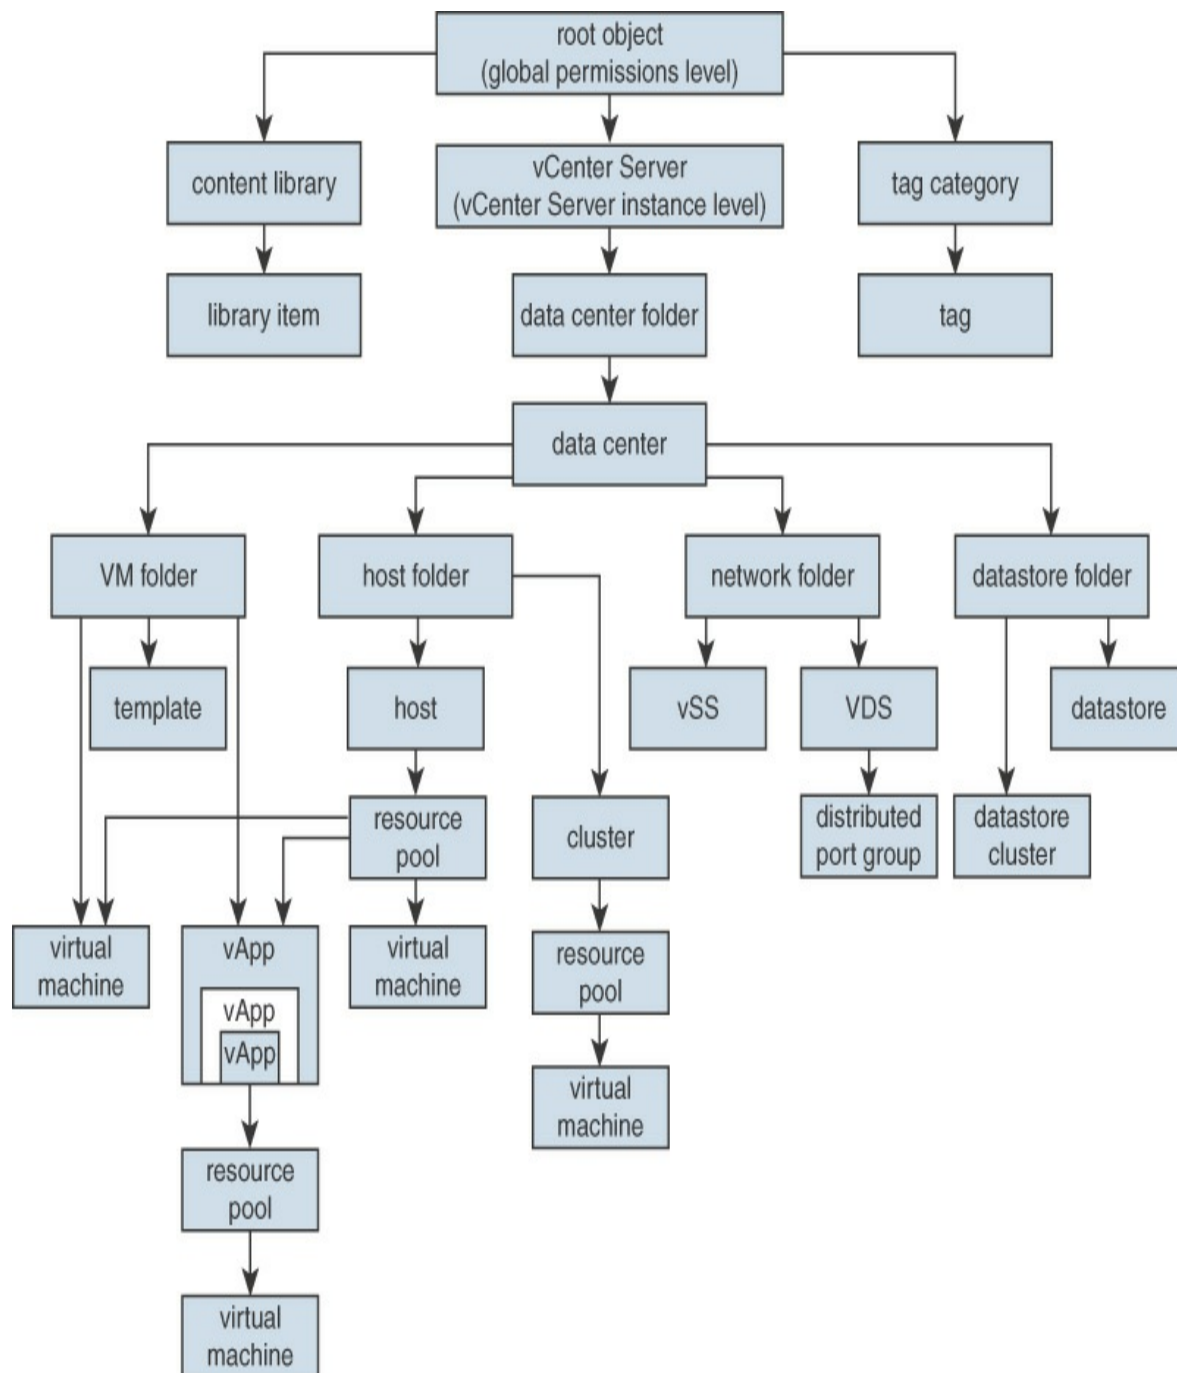 root object
(global permissions level)
content library
vCenter Server
(vCenter Server instance level)
tag category
library item
data center folder
tag
data center
VM folder
host folder
network folder
datastore folder
template
host
vSS
VDS
datastore
resource
pool
cluster
distributed
port group
datastore
cluster
virtual
machine
vApp
vApp
vApp
virtual
machine
resource
pool
virtual
machine
resource
pool
virtual
machine